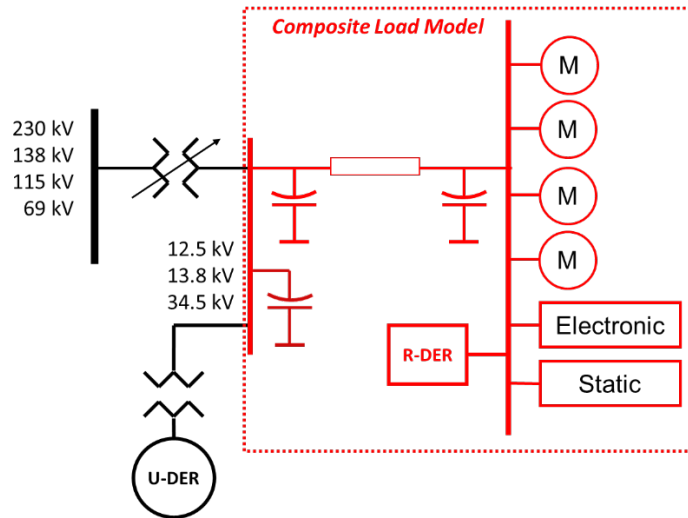 Composite Load Model
M
M
M
M
230 kV
138 kV
115 kV
69 kV
12.5 kV
13.8 kV
34.5 kV
Electronic
R-DER
Static
U-DER